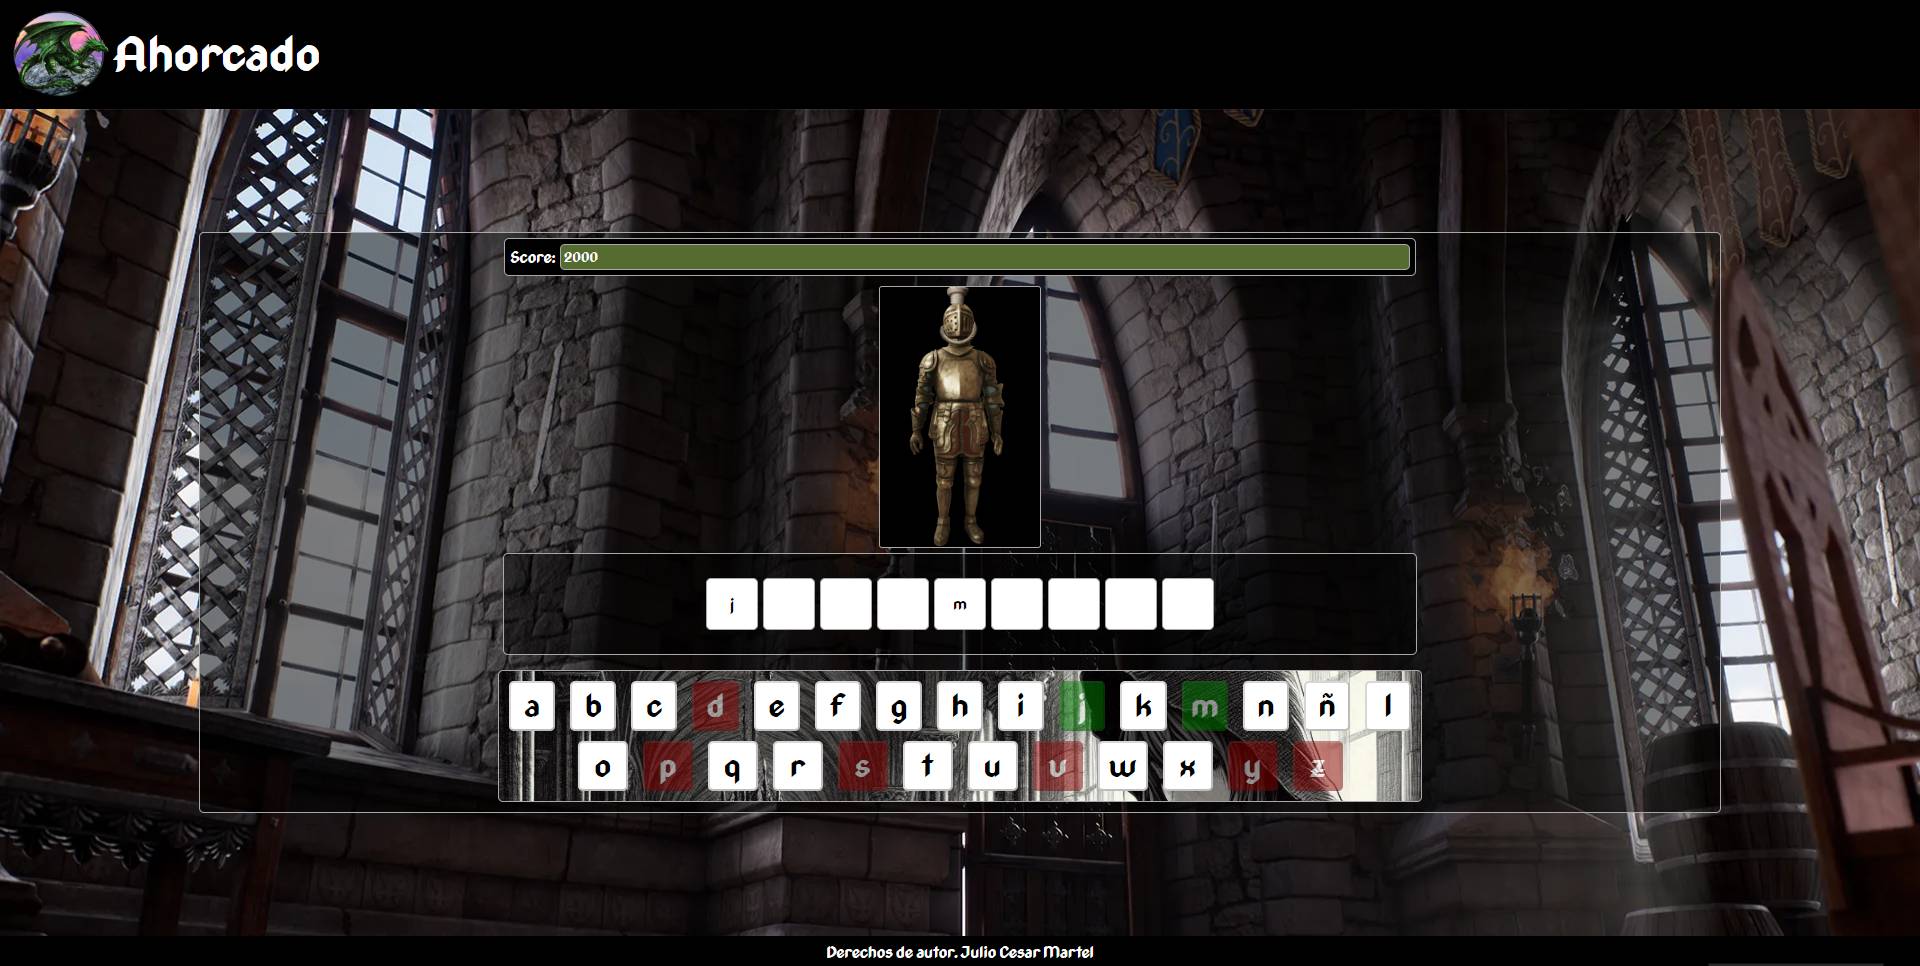 Ahorcado
Score: 2000
j m
a b c d e f g h i j k m n ñ l
o p q r s t u v w x y z
Derechos de autor. Julio Cesar Martel